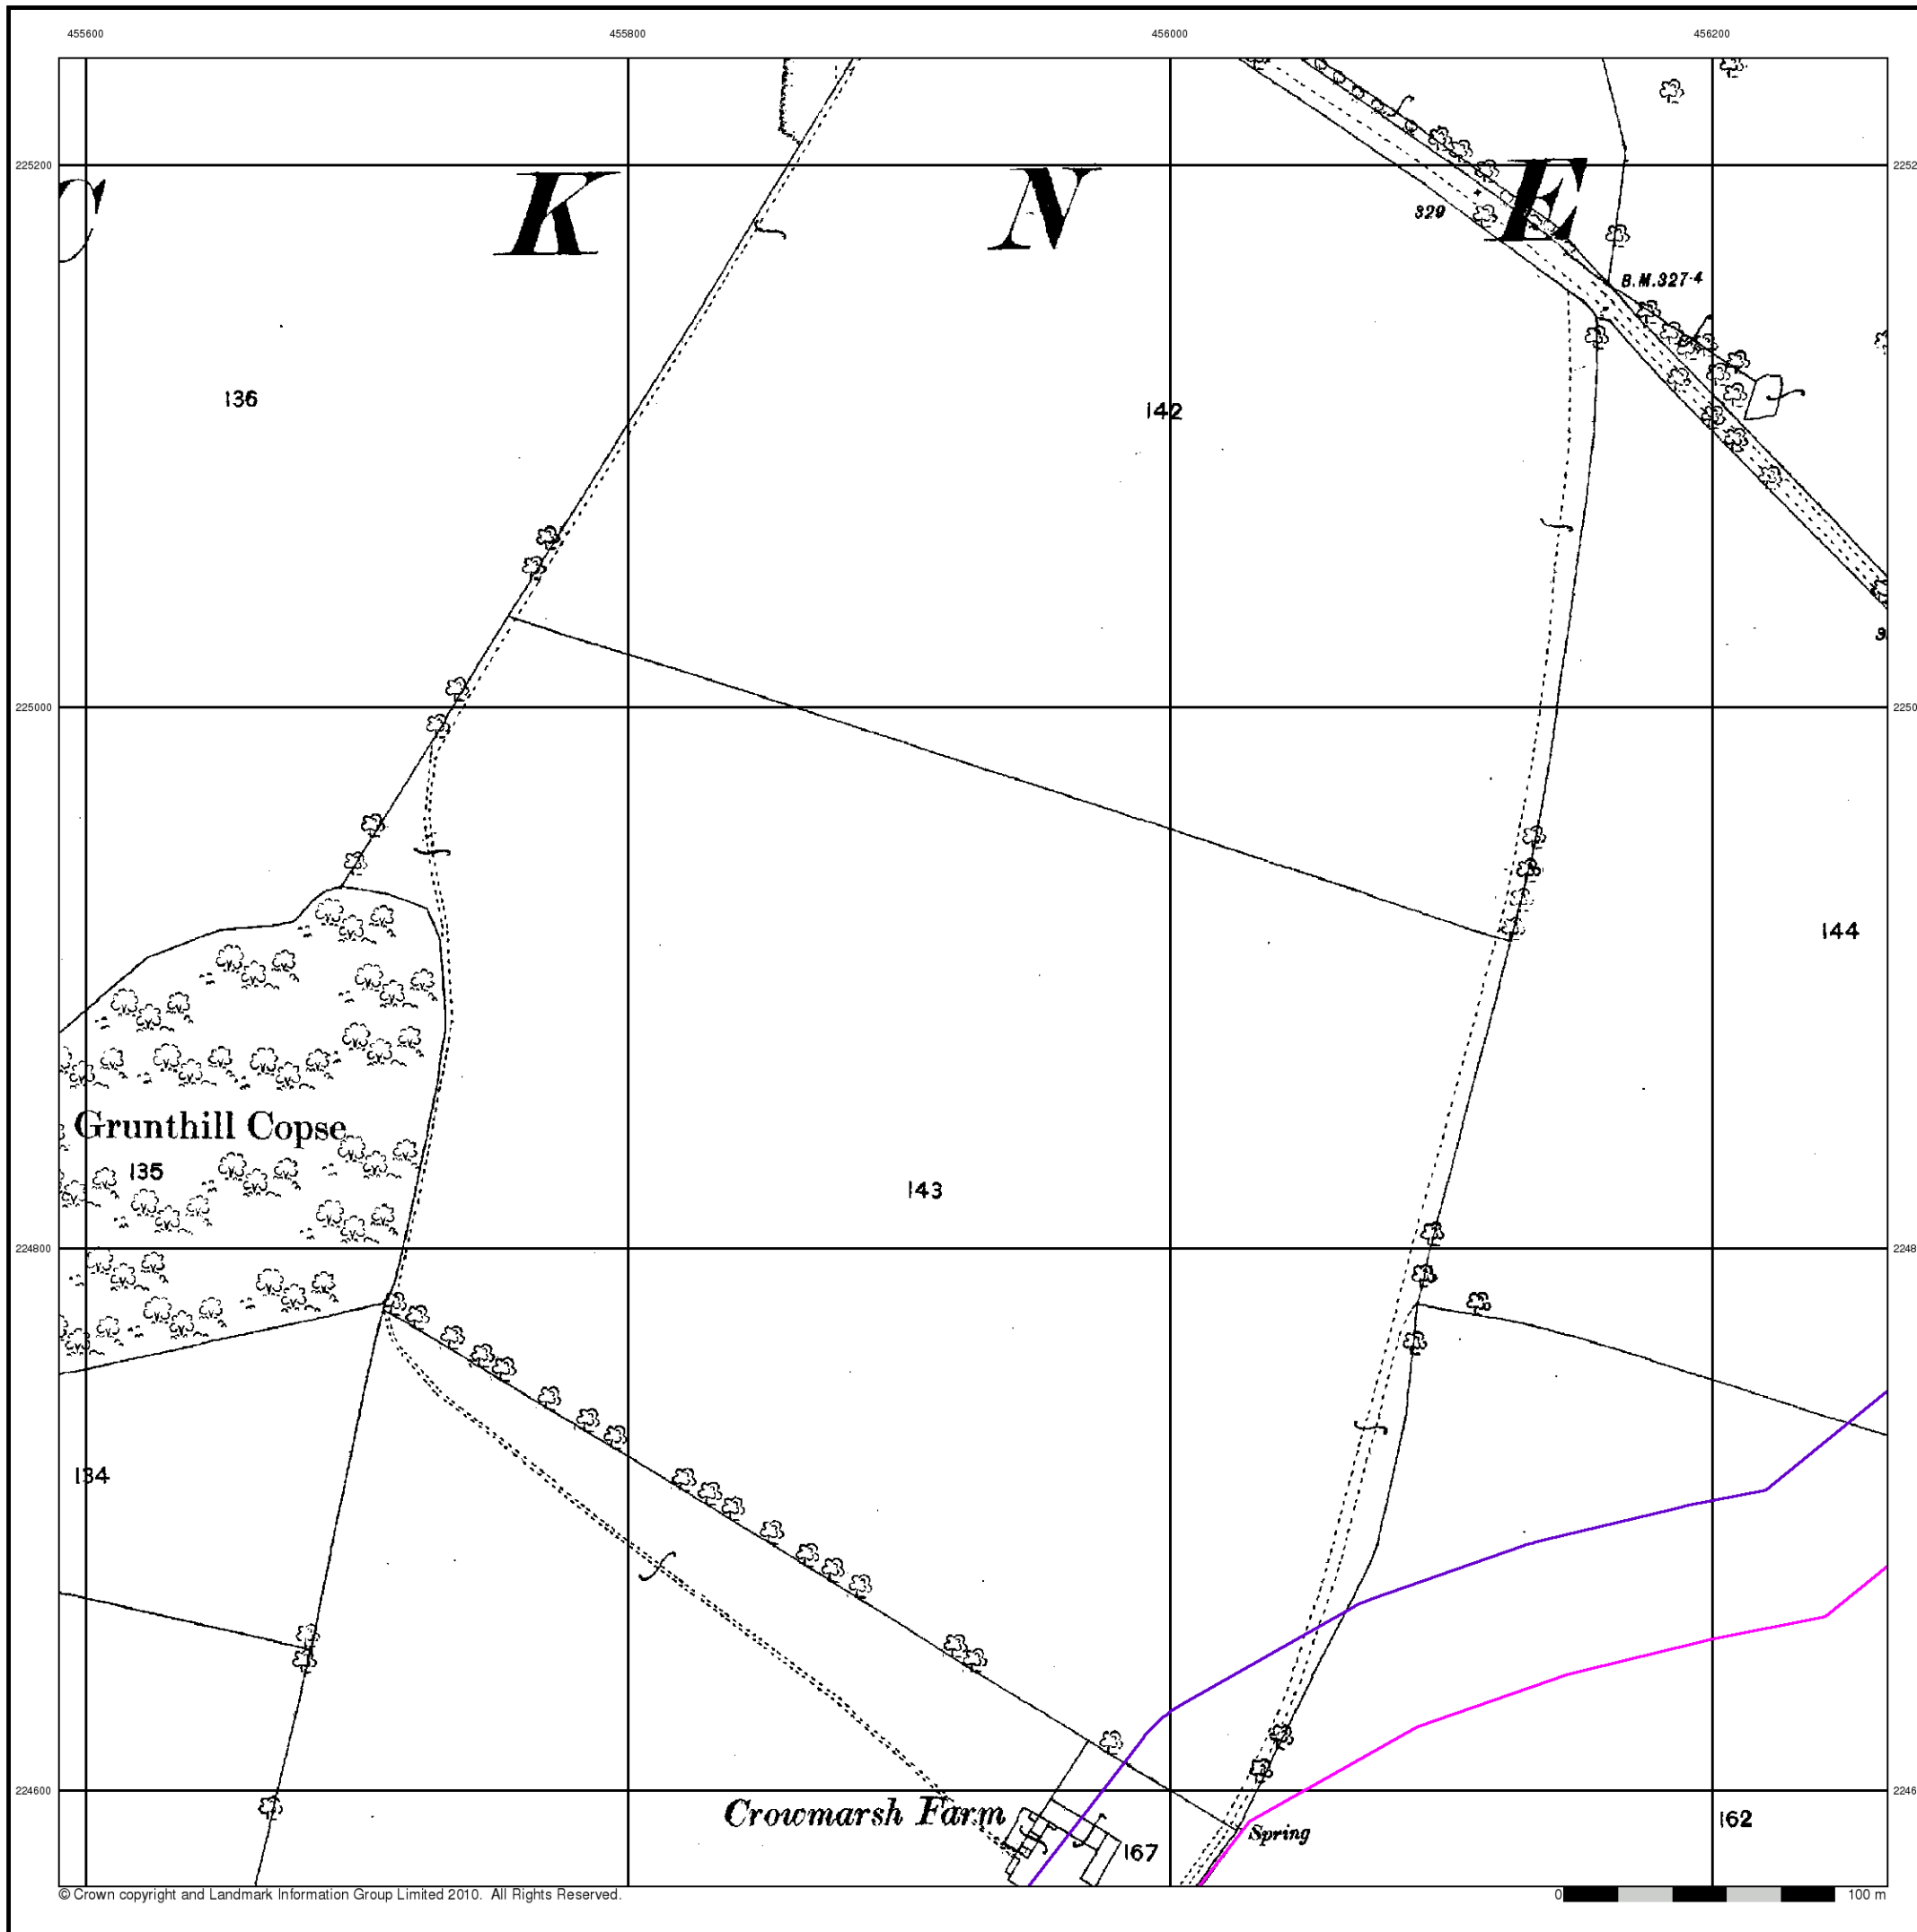 455600 455800 456000 456200
225200
C K N E
329
B.M.327·4
136
142
225000
144
Grunthill Copse
135
143
224800
134
224600
Crowmarsh Farm
167
Spring
162
© Crown copyright and Landmark Information Group Limited 2010. All Rights Reserved.
0 100 m